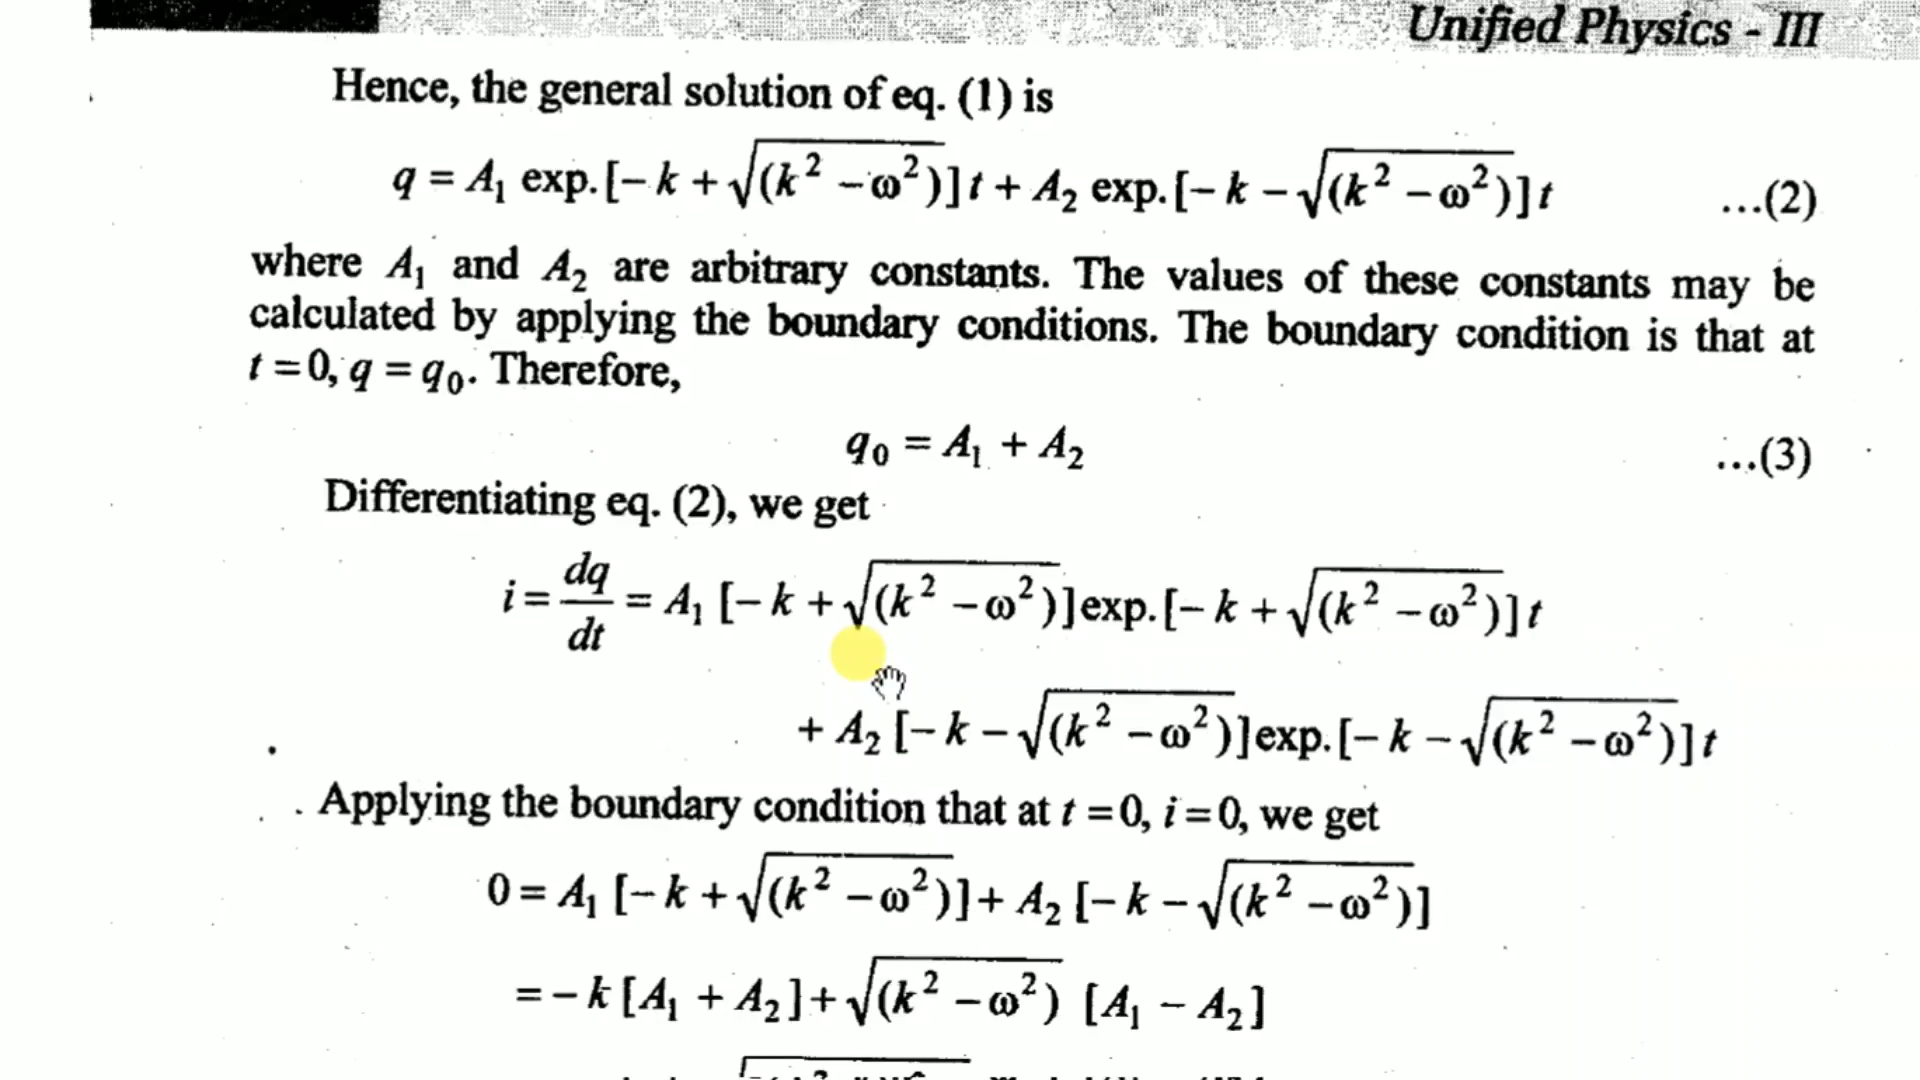 Unified Physics - III
Hence, the general solution of eq. (1) is
q = A₁ exp.[– k + √(k² – ω²)] t + A₂ exp.[– k – √(k² – ω²)] t ...(2)
where A₁ and A₂ are arbitrary constants. The values of these constants may be
calculated by applying the boundary conditions. The boundary condition is that at
t = 0, q = q₀. Therefore,
q₀ = A₁ + A₂ ...(3)
Differentiating eq. (2), we get
i = dq/dt = A₁ [– k + √(k² – ω²)] exp.[– k + √(k² – ω²)] t
+ A₂ [– k – √(k² – ω²)] exp.[– k – √(k² – ω²)] t
Applying the boundary condition that at t = 0, i = 0, we get
0 = A₁ [– k + √(k² – ω²)] + A₂ [– k – √(k² – ω²)]
= – k [A₁ + A₂] + √(k² – ω²) [A₁ – A₂]